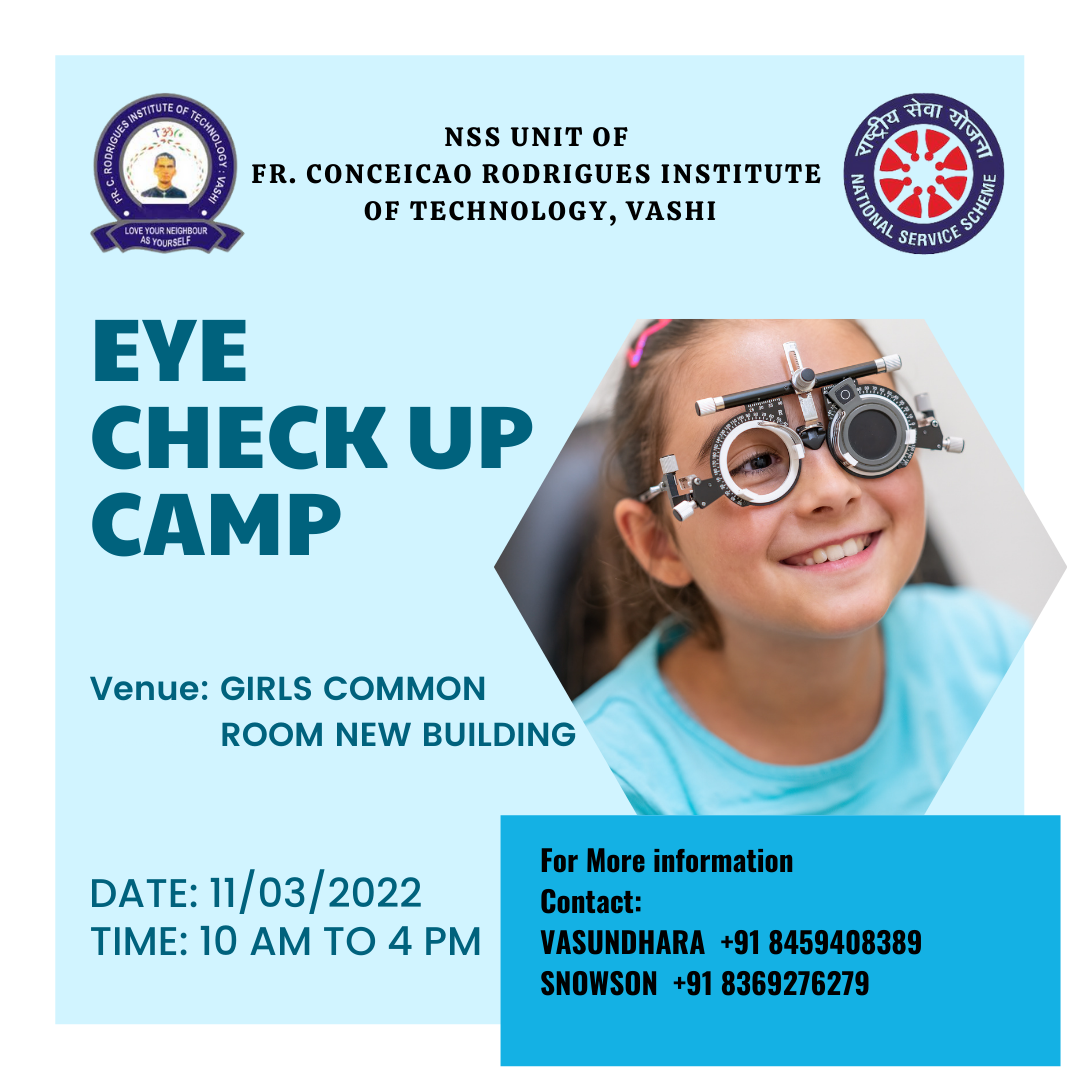 FR. C. RODRIGUES INSTITUTE OF TECHNOLOGY : VASHI
LOVE YOUR NEIGHBOUR
AS YOURSELF
NSS UNIT OF
FR. CONCEICAO RODRIGUES INSTITUTE
OF TECHNOLOGY, VASHI
राष्ट्रीय सेवा योजना
NATIONAL SERVICE SCHEME
EYE
CHECK UP
CAMP
Venue: GIRLS COMMON
ROOM NEW BUILDING
DATE: 11/03/2022
TIME: 10 AM TO 4 PM
For More information
Contact:
VASUNDHARA +91 8459408389
SNOWSON +91 8369276279